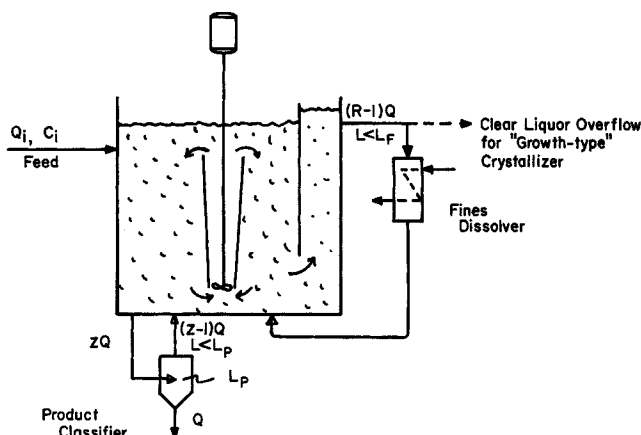 Qi, Ci
Feed
(R-1)Q
L<LF
Clear Liquor Overflow
for "Growth-type"
Crystallizer
Fines
Dissolver
(z-1)Q
L<Lp
zQ
Lp
Product
Classifier
Q